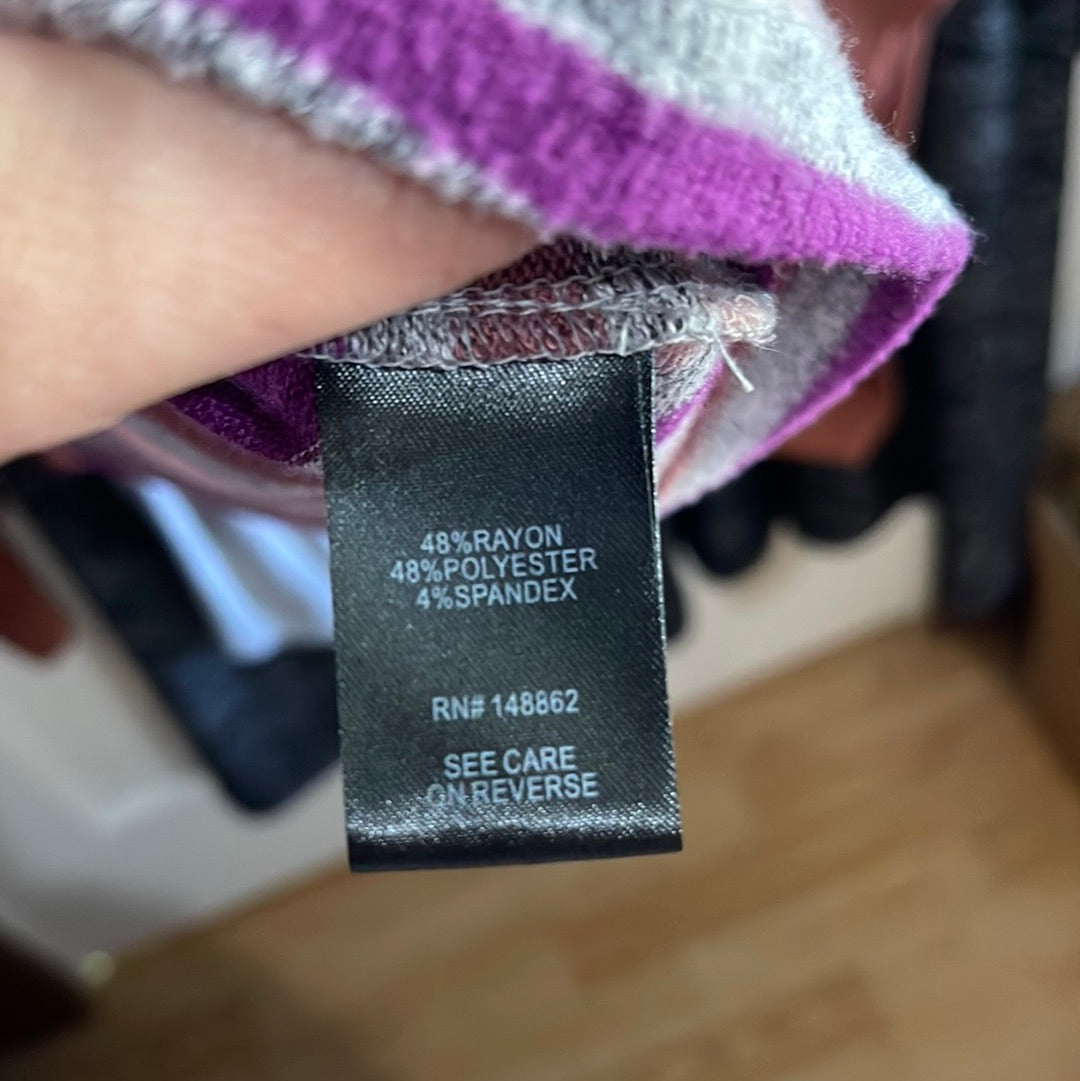 48%RAYON
48%POLYESTER
4%SPANDEX
RN# 148862
SEE CARE
ON REVERSE